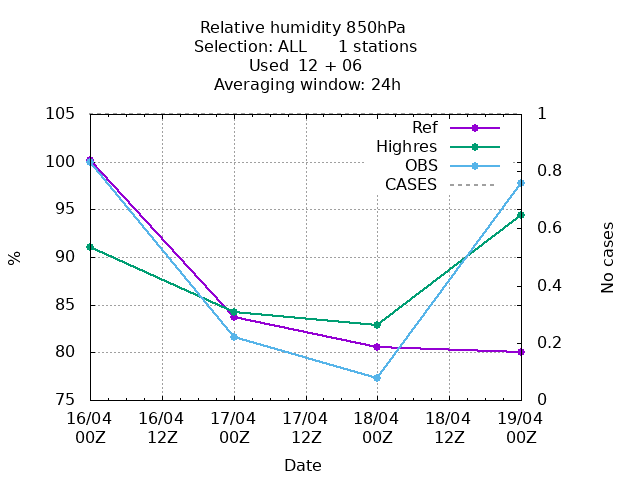 Relative humidity 850hPa
Selection: ALL      1 stations
Used  12 + 06
Averaging window: 24h
105
100
95
90
85
80
75
%
1
0.8
0.6
0.4
0.2
0
No cases
Ref
Highres
OBS
CASES
16/04 16/04 17/04 17/04 18/04 18/04 19/04
00Z 12Z 00Z 12Z 00Z 12Z 00Z
Date